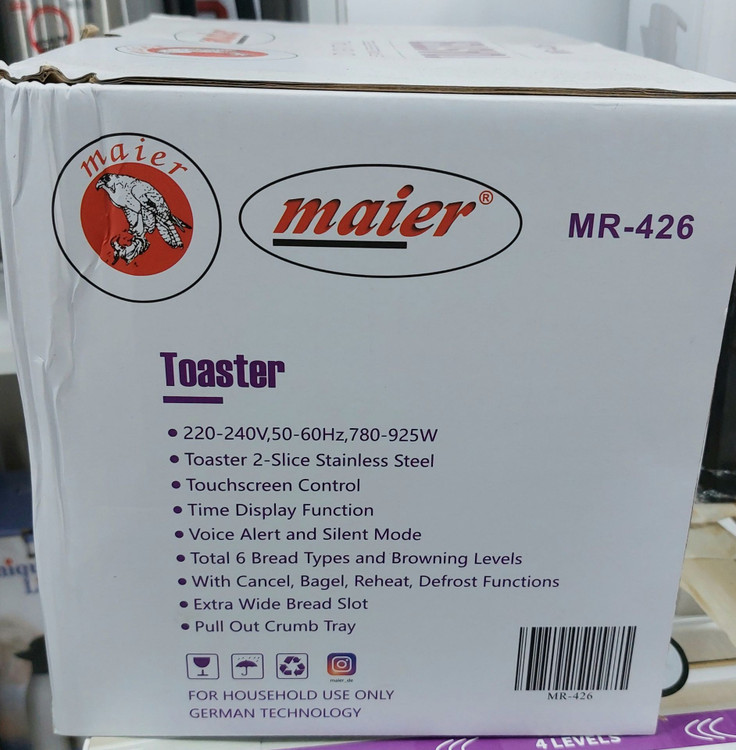 maier
maier®
MR-426
Toaster
• 220-240V,50-60Hz,780-925W
• Toaster 2-Slice Stainless Steel
• Touchscreen Control
• Time Display Function
• Voice Alert and Silent Mode
• Total 6 Bread Types and Browning Levels
• With Cancel, Bagel, Reheat, Defrost Functions
• Extra Wide Bread Slot
• Pull Out Crumb Tray
maier_de
FOR HOUSEHOLD USE ONLY
GERMAN TECHNOLOGY
MR-426
4 LEVELS